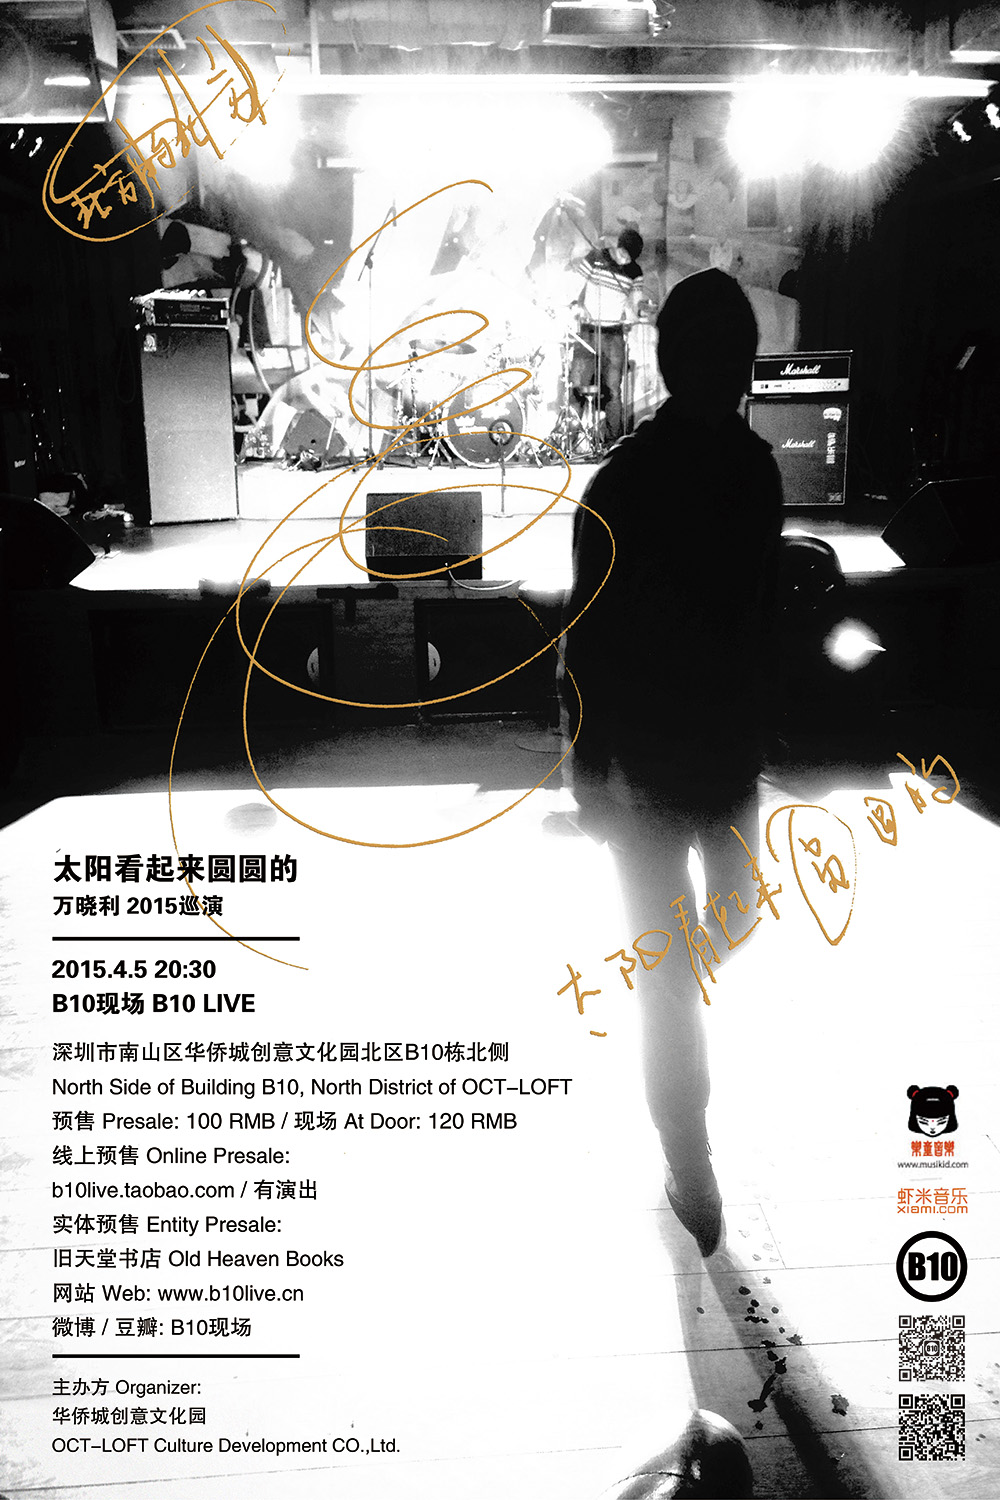 Marshall
Marshall
太阳看起来圆圆的
太阳看起来圆圆的
万晓利 2015巡演
2015.4.5 20:30
B10现场 B10 LIVE
深圳市南山区华侨城创意文化园北区B10栋北侧
North Side of Building B10, North District of OCT-LOFT
预售 Presale: 100 RMB / 现场 At Door: 120 RMB
线上预售 Online Presale:
b10live.taobao.com / 有演出
实体预售 Entity Presale:
旧天堂书店 Old Heaven Books
网站 Web: www.b10live.cn
微博 / 豆瓣: B10现场
主办方 Organizer:
华侨城创意文化园
OCT-LOFT Culture Development CO.,Ltd.
樂童音樂
www.musikid.com
虾米音乐
xiami.com
B10
B10